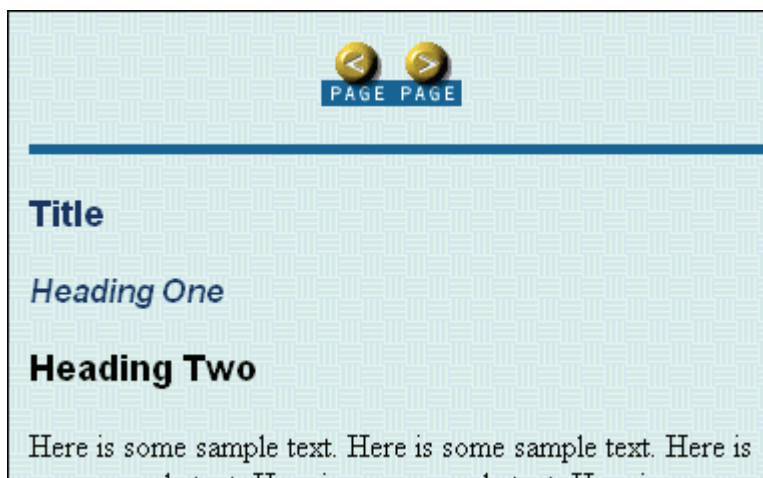 < >
PAGE PAGE
Title
Heading One
Heading Two
Here is some sample text. Here is some sample text. Here is